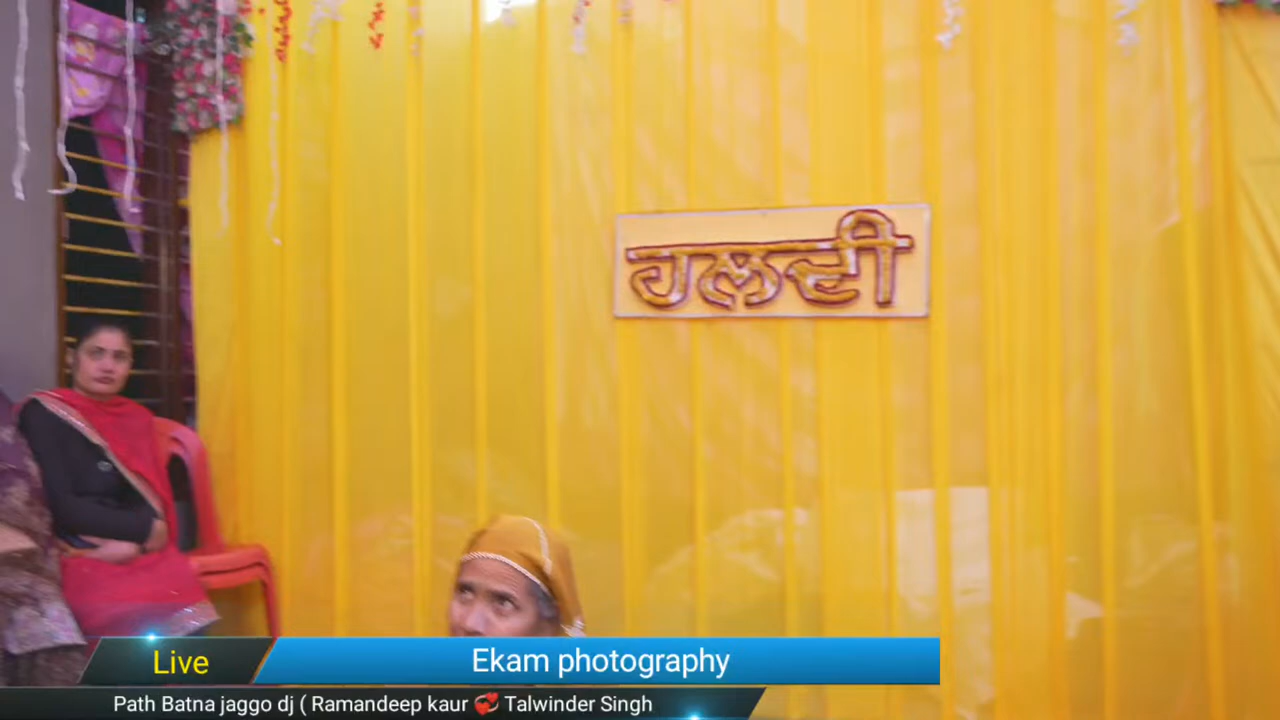 ਹਲਦੀ
Live
Ekam photography
Path Batna jaggo dj ( Ramandeep kaur 💞 Talwinder Singh